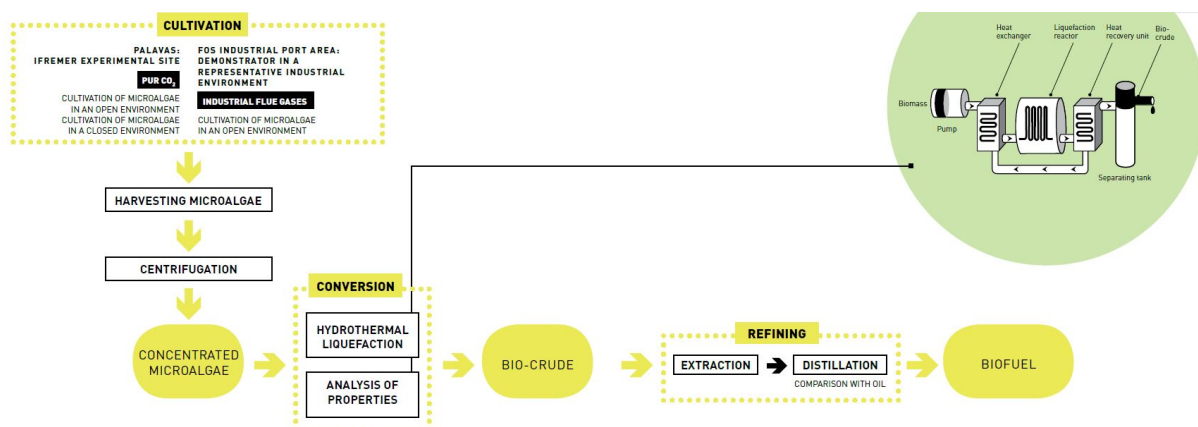 CULTIVATION
PALAVAS:
IFREMER EXPERIMENTAL SITE
PUR CO₂
CULTIVATION OF MICROALGAE
IN AN OPEN ENVIRONMENT
CULTIVATION OF MICROALGAE
IN A CLOSED ENVIRONMENT
FOS INDUSTRIAL PORT AREA:
DEMONSTRATOR IN A
REPRESENTATIVE INDUSTRIAL
ENVIRONMENT
INDUSTRIAL FLUE GASES
CULTIVATION OF MICROALGAE
IN AN OPEN ENVIRONMENT
HARVESTING MICROALGAE
CENTRIFUGATION
CONCENTRATED
MICROALGAE
CONVERSION
HYDROTHERMAL
LIQUEFACTION
ANALYSIS OF
PROPERTIES
BIO-CRUDE
REFINING
EXTRACTION
DISTILLATION
COMPARISON WITH OIL
BIOFUEL
Biomass
Pump
Heat
exchanger
Liquefaction
reactor
Heat
recovery unit
Bio-
crude
Separating tank